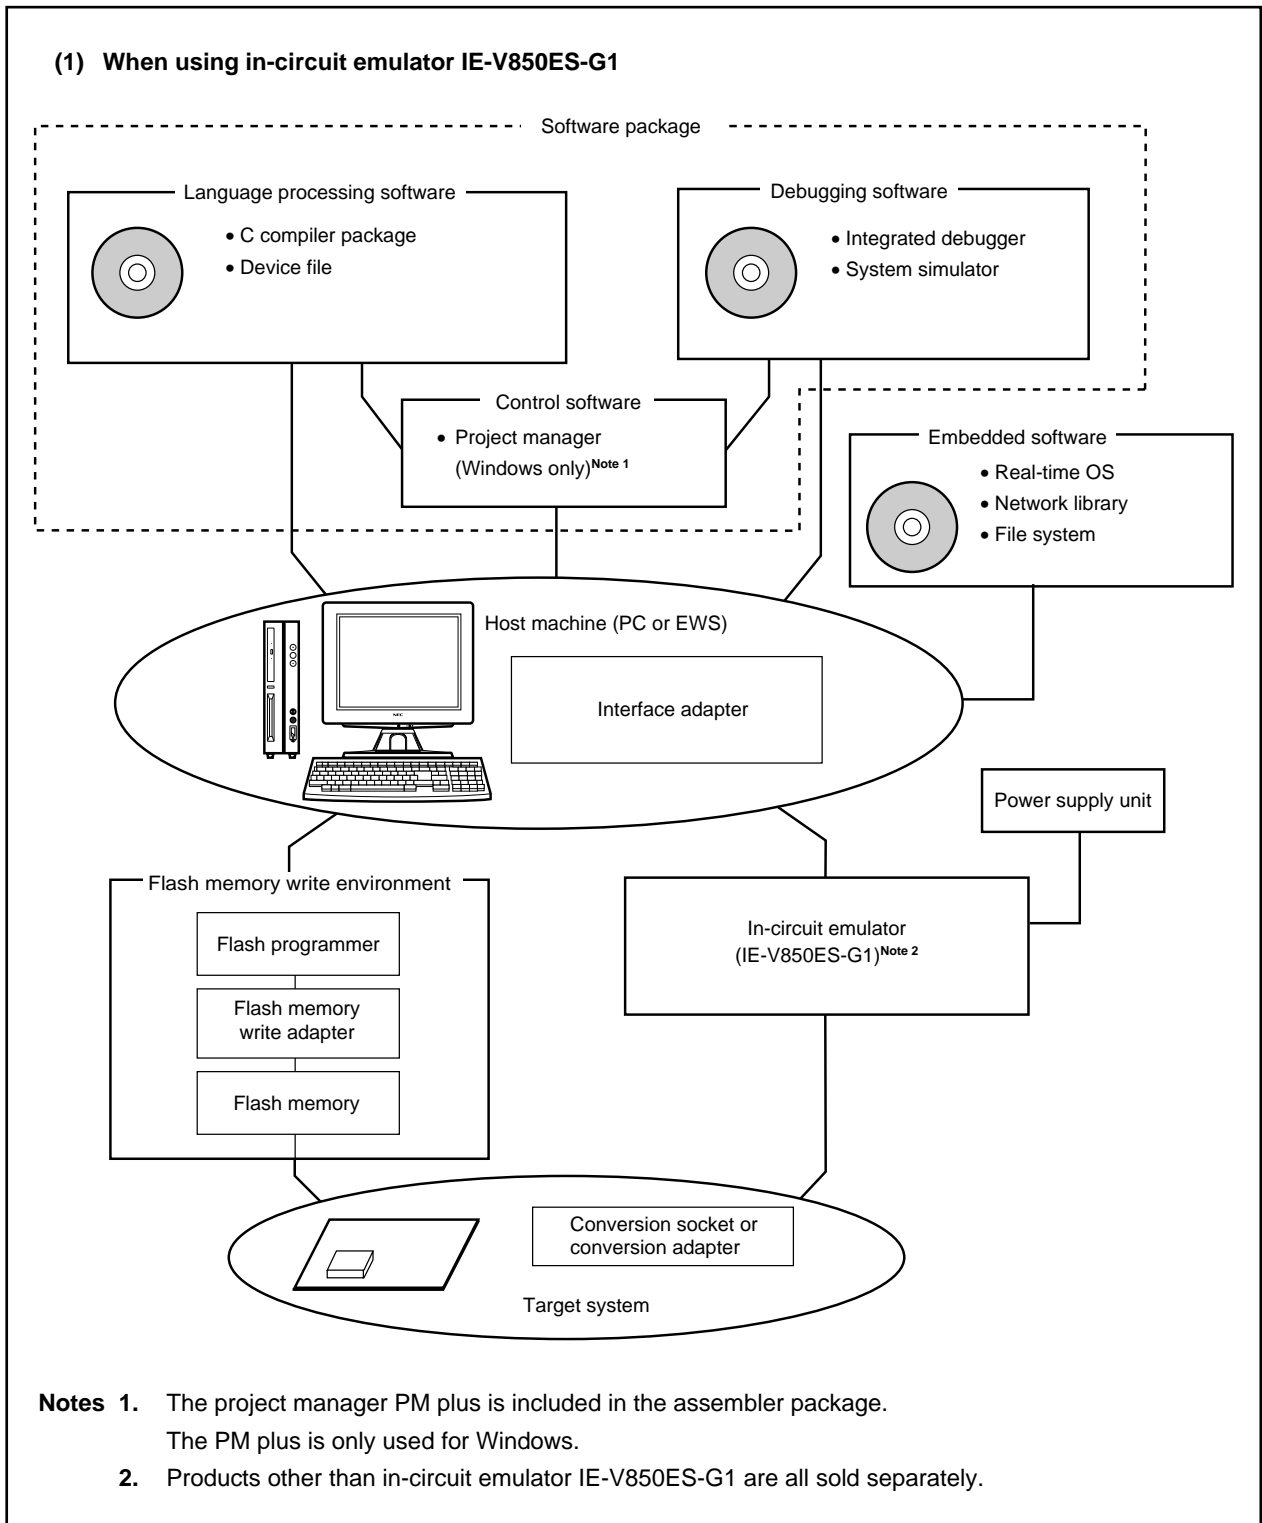 (1) When using in-circuit emulator IE-V850ES-G1
Software package
Language processing software
• C compiler package
• Device file
Debugging software
• Integrated debugger
• System simulator
Control software
• Project manager
(Windows only)Note 1
Embedded software
• Real-time OS
• Network library
• File system
Host machine (PC or EWS)
NEC
Interface adapter
Power supply unit
Flash memory write environment
Flash programmer
Flash memory
write adapter
Flash memory
In-circuit emulator
(IE-V850ES-G1)Note 2
Conversion socket or
conversion adapter
Target system
Notes 1. The project manager PM plus is included in the assembler package.
The PM plus is only used for Windows.
2. Products other than in-circuit emulator IE-V850ES-G1 are all sold separately.